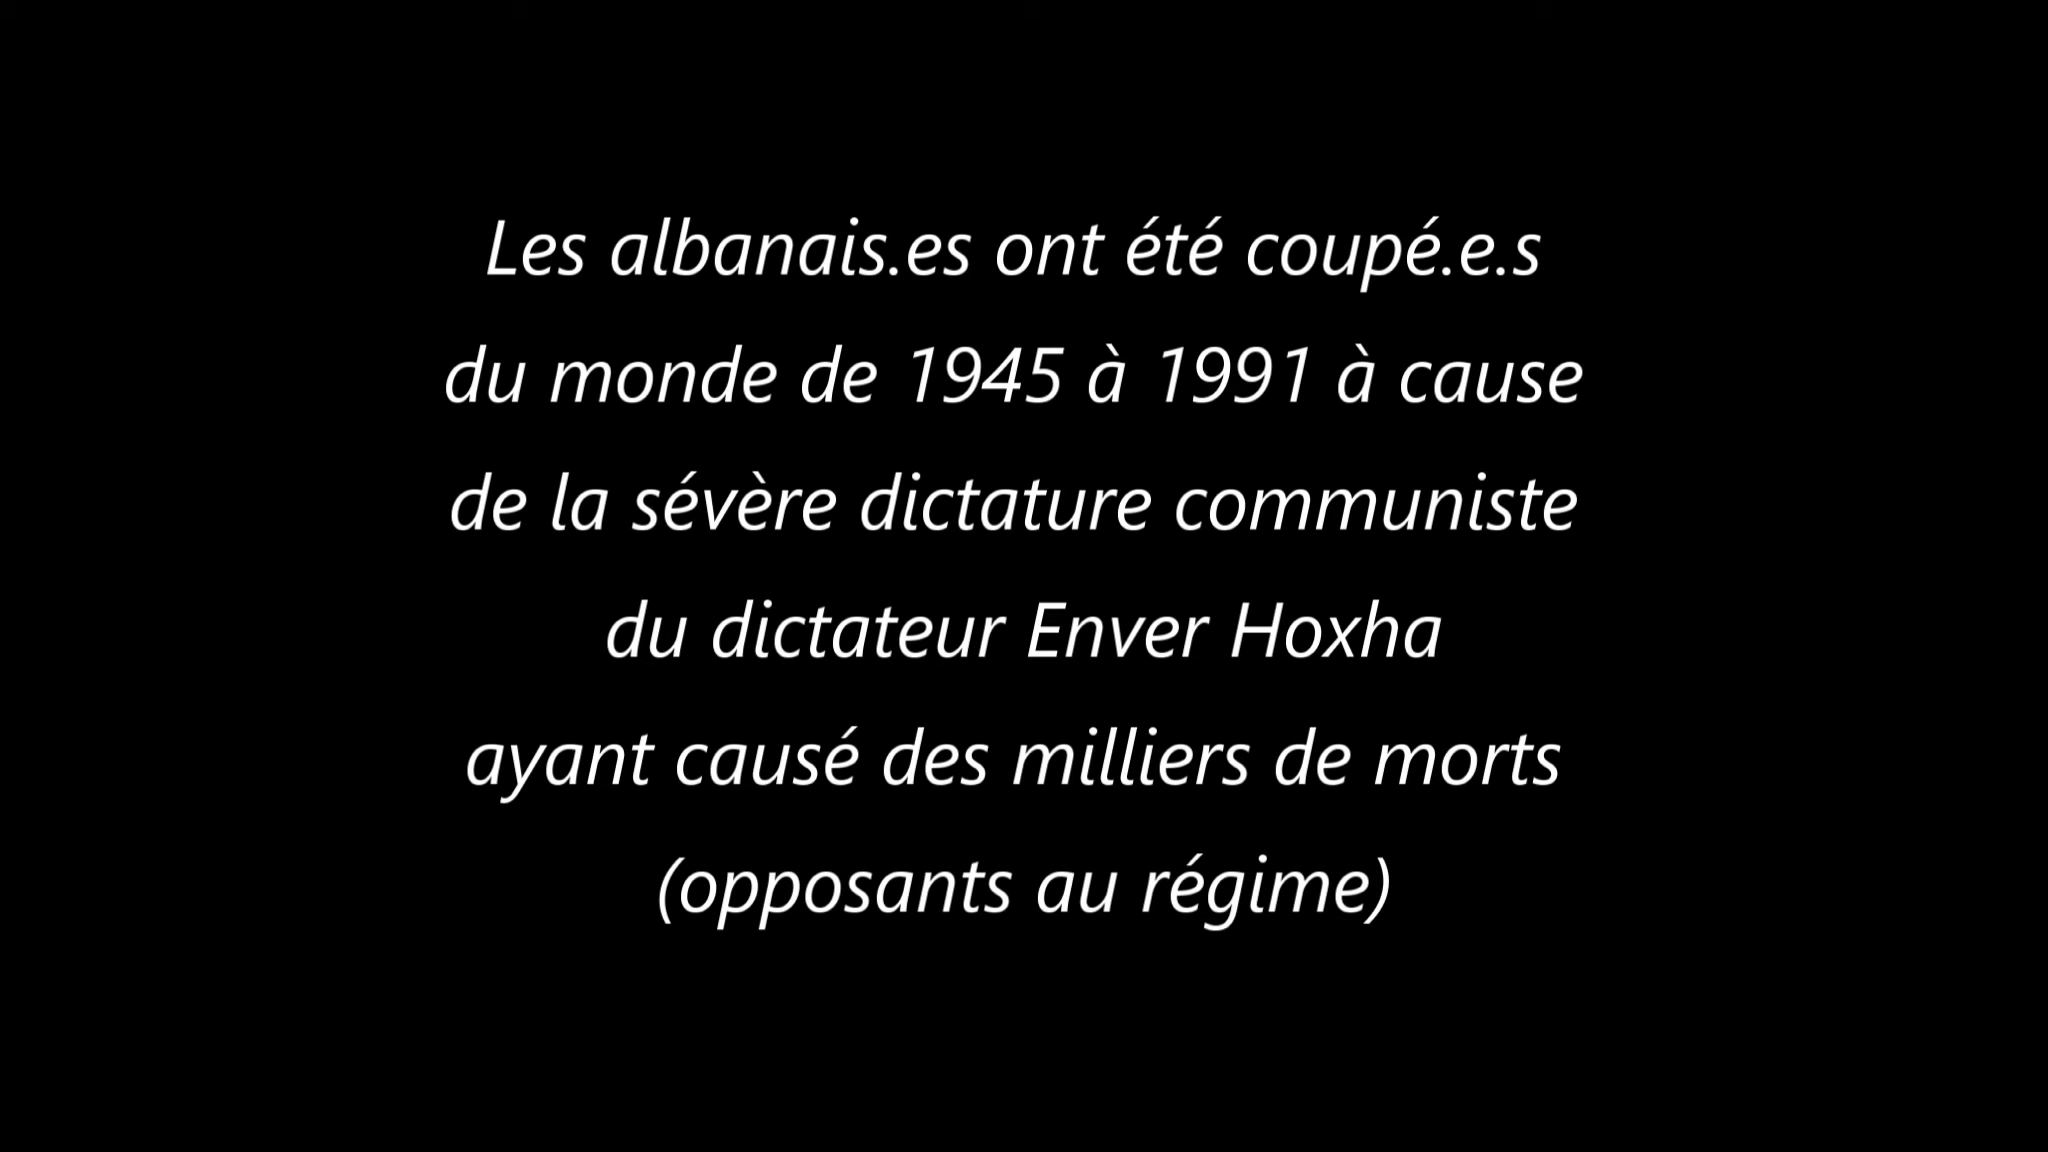 Les albanais.es ont été coupé.e.s
du monde de 1945 à 1991 à cause
de la sévère dictature communiste
du dictateur Enver Hoxha
ayant causé des milliers de morts
(opposants au régime)